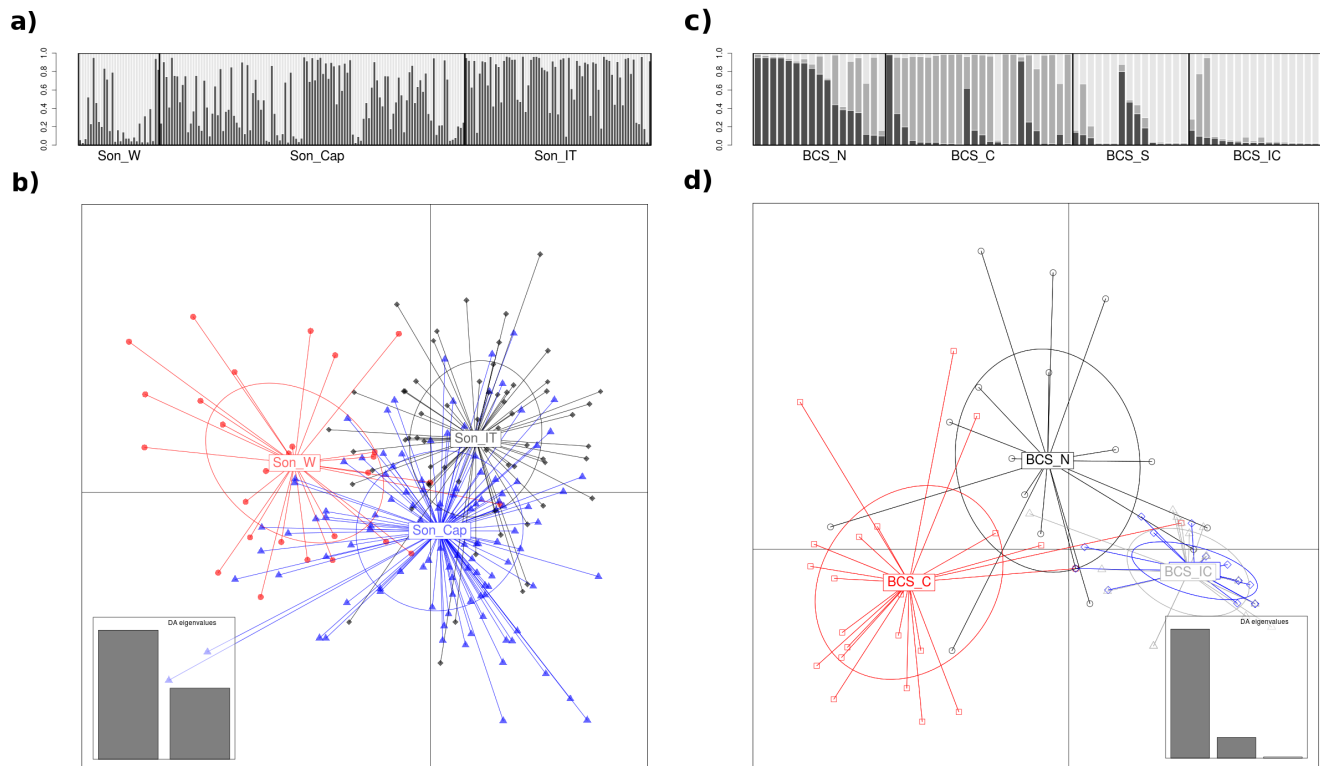 a)
1.0
0.8
0.6
0.4
0.2
0.0
Son_W
Son_Cap
Son_IT
b)
Son_IT
Son_W
Son_Cap
DA eigenvalues
c)
1.0
0.8
0.6
0.4
0.2
0.0
BCS_N
BCS_C
BCS_S
BCS_IC
d)
BCS_N
BCS_C
BCS_IC
DA eigenvalues